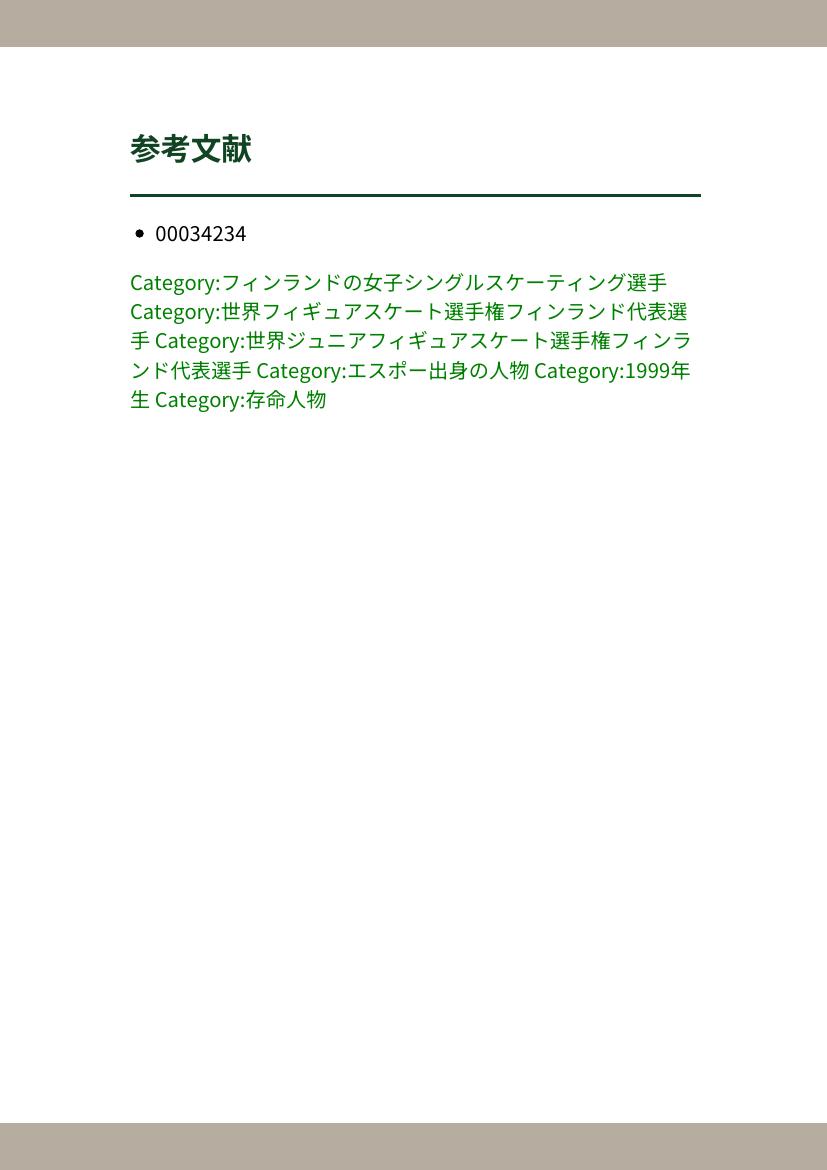 参考文献
00034234
Category:フィンランドの女子シングルスケーティング選手
Category:世界フィギュアスケート選手権フィンランド代表選
手 Category:世界ジュニアフィギュアスケート選手権フィンラ
ンド代表選手 Category:エスポー出身の人物 Category:1999年
生 Category:存命人物